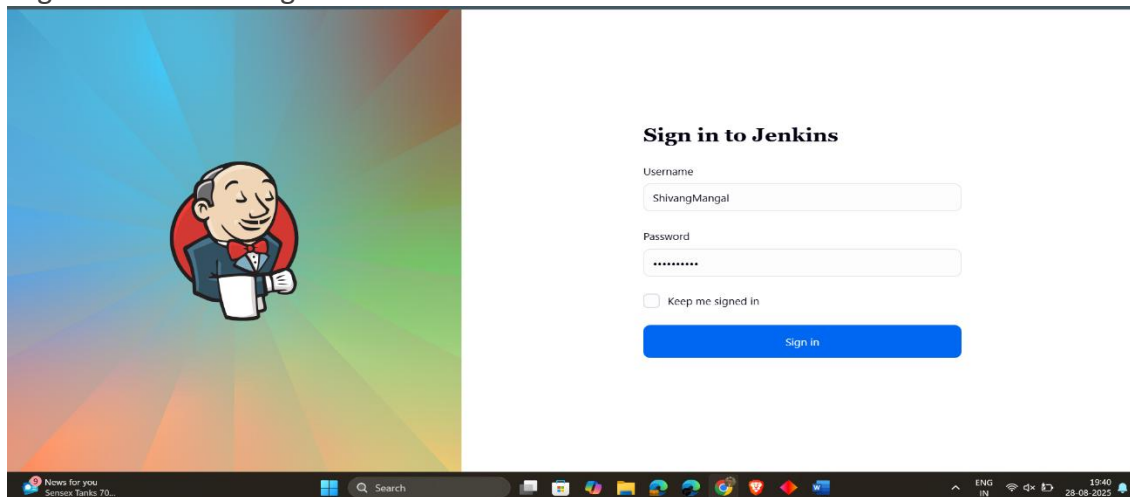 Sign in to Jenkins
Username
ShivangMangal
Password
••••••••••
Keep me signed in
Sign in
9
News for you
Sensex Tanks 70...
Search
ENG
IN
19:40
28-08-2025